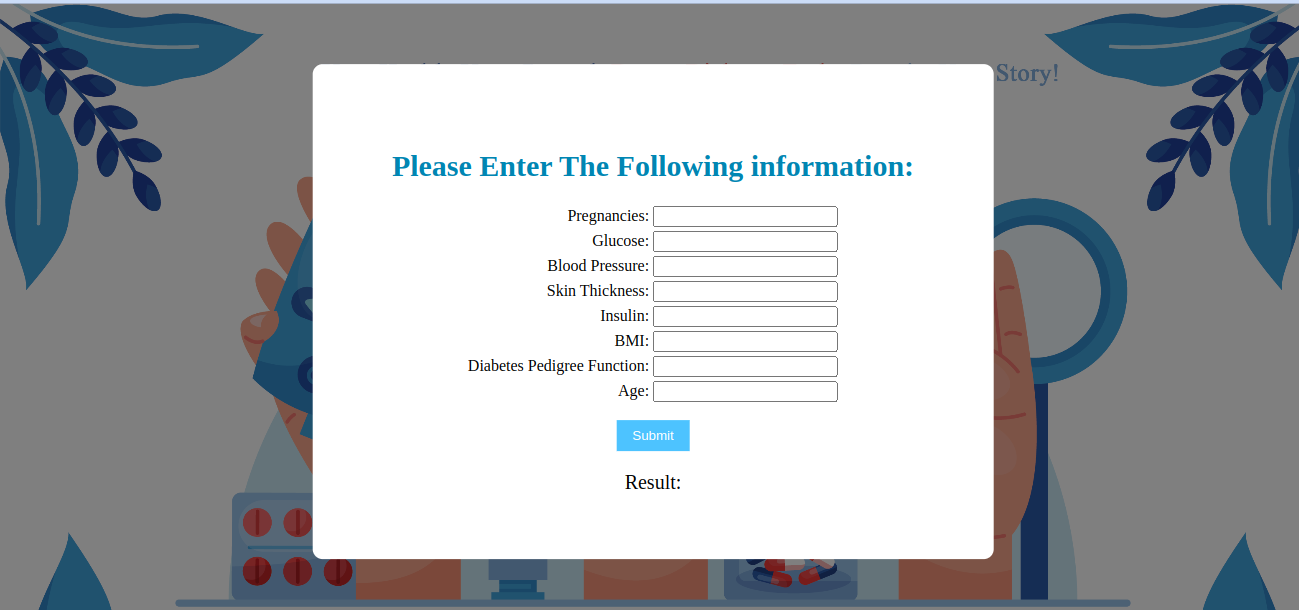 Story!
Please Enter The Following information:
Pregnancies:
Glucose:
Blood Pressure:
Skin Thickness:
Insulin:
BMI:
Diabetes Pedigree Function:
Age:
Submit
Result: